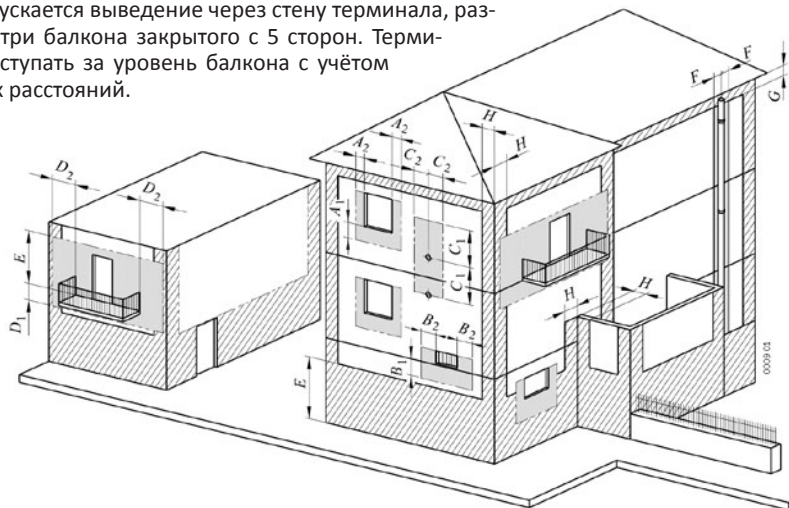 ускается выведение через стену терминала, раз-
три балкона закрытого с 5 сторон. Терми-
ступать за уровень балкона с учётом
расстояний.
F F
G
H
H
A₂
A₂
C₂
C₂
D₂
D₂
A₁
C₁
C₁
E
D₁
H
H
B₂
B₂
B₁
E
0009 01